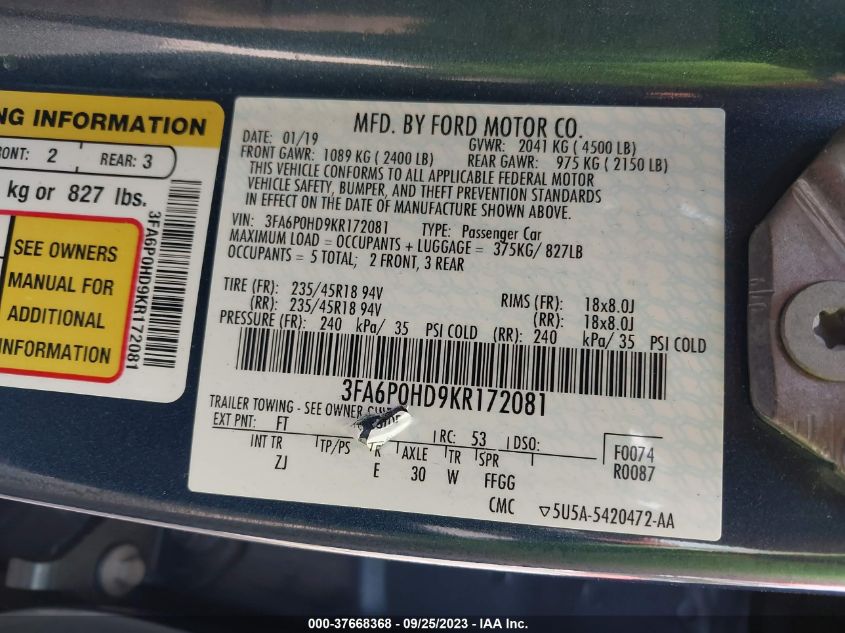 NG INFORMATION
RONT: 2 REAR: 3
kg or 827 lbs.
SEE OWNERS
MANUAL FOR
ADDITIONAL
INFORMATION
3FA6P0HD9KR172081
MFD. BY FORD MOTOR CO.
DATE: 01/19 GVWR: 2041 KG ( 4500 LB)
FRONT GAWR: 1089 KG ( 2400 LB) REAR GAWR: 975 KG ( 2150 LB)
THIS VEHICLE CONFORMS TO ALL APPLICABLE FEDERAL MOTOR
VEHICLE SAFETY, BUMPER, AND THEFT PREVENTION STANDARDS
IN EFFECT ON THE DATE OF MANUFACTURE SHOWN ABOVE.
VIN: 3FA6P0HD9KR172081 TYPE: Passenger Car
MAXIMUM LOAD = OCCUPANTS + LUGGAGE = 375KG/ 827LB
OCCUPANTS = 5 TOTAL; 2 FRONT, 3 REAR
TIRE (FR): 235/45R18 94V RIMS (FR): 18x8.0J
(RR): 235/45R18 94V (RR): 18x8.0J
PRESSURE (FR): 240 kPa/ 35 PSI COLD (RR): 240 kPa/ 35 PSI COLD
3FA6P0HD9KR172081
TRAILER TOWING - SEE OWNER GUIDE
EXT PNT: FT RC: 53 DSO: F0074
INT TR TP/PS R AXLE TR SPR R0087
ZJ E 30 W FFGG
CMC ▽5U5A-5420472-AA
000-37668368 - 09/25/2023 - IAA Inc.